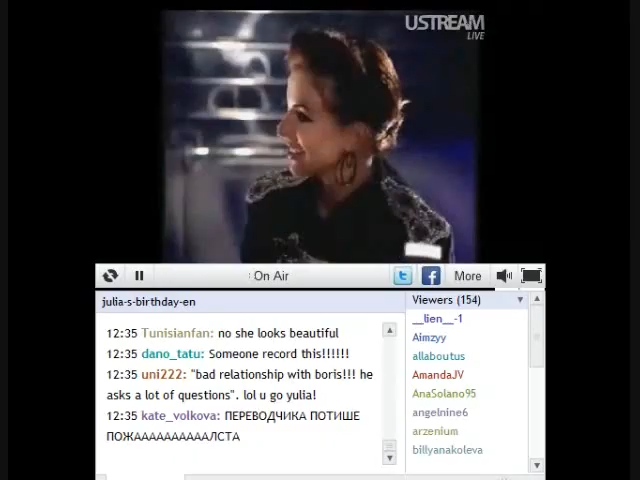 USTREAM
LIVE
On Air
More
julia-s-birthday-en
Viewers (154)
12:35 Tunisianfan: no she looks beautiful
12:35 dano_tatu: Someone record this!!!!!!
12:35 uni222: "bad relationship with boris!!! he
asks a lot of questions". lol u go yulia!
12:35 kate_volkova: ПЕРЕВОДЧИКА ПОТИШЕ
ПОЖАААААААААЛСТА
__lien__-1
Aimzyy
allaboutus
AmandaJV
AnaSolano95
angelnine6
arzenium
billyanakoleva